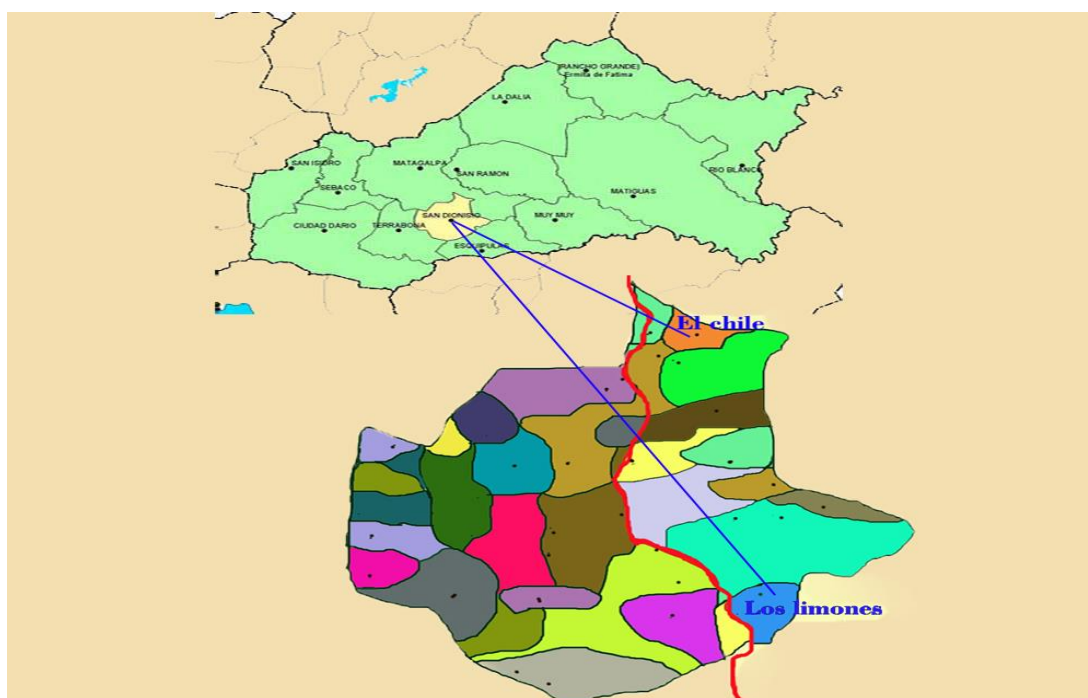 (RANCHO GRANDE)
Ermita de Fatima
LA DALIA
SAN ISIDRO
MATAGALPA
SAN RAMON
RIO BLANCO
SEBACO
MATIGUAS
SAN DIONISIO
MUY MUY
CIUDAD DARIO
TERRABONA
ESQUIPULAS
El chile
Los limones